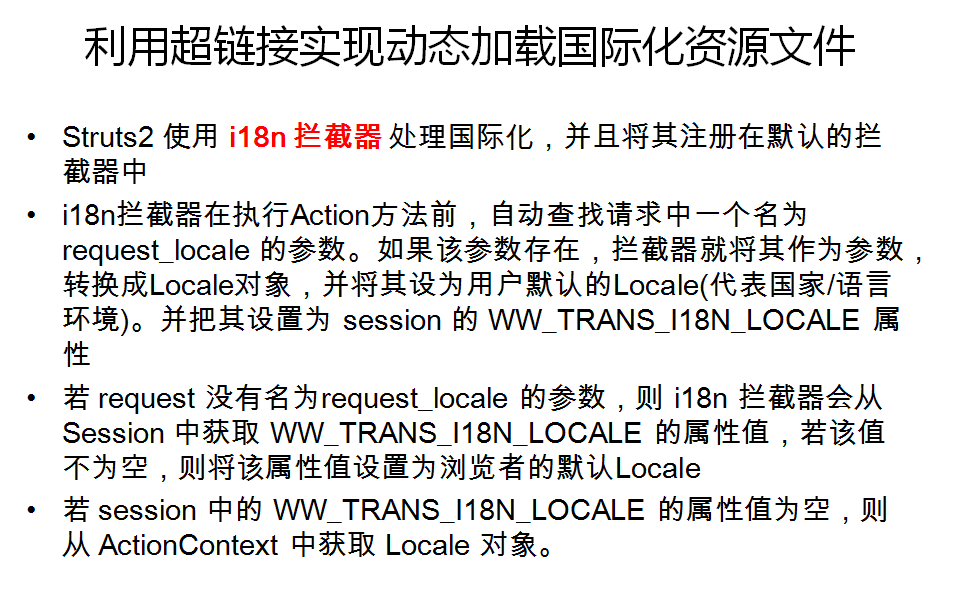 利用超链接实现动态加载国际化资源文件
• Struts2 使用 i18n 拦截器 处理国际化，并且将其注册在默认的拦
截器中
• i18n拦截器在执行Action方法前，自动查找请求中一个名为
request_locale 的参数。如果该参数存在，拦截器就将其作为参数，
转换成Locale对象，并将其设为用户默认的Locale(代表国家/语言
环境)。并把其设置为 session 的 WW_TRANS_I18N_LOCALE 属
性
• 若 request 没有名为request_locale 的参数，则 i18n 拦截器会从
Session 中获取 WW_TRANS_I18N_LOCALE 的属性值，若该值
不为空，则将该属性值设置为浏览者的默认Locale
• 若 session 中的 WW_TRANS_I18N_LOCALE 的属性值为空，则
从 ActionContext 中获取 Locale 对象。